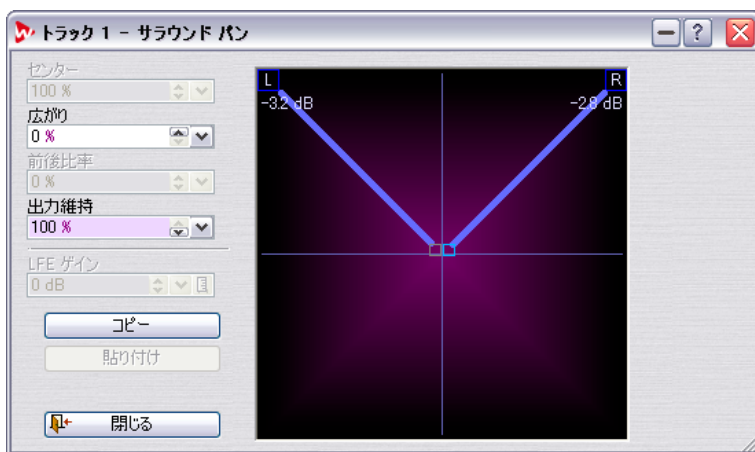 トラック 1 - サラウンド パン
センター
100 %
広がり
0 %
前後比率
0 %
出力維持
100 %
LFE ゲイン
0 dB
コピー
貼り付け
閉じる
L R
-3.2 dB -2.8 dB